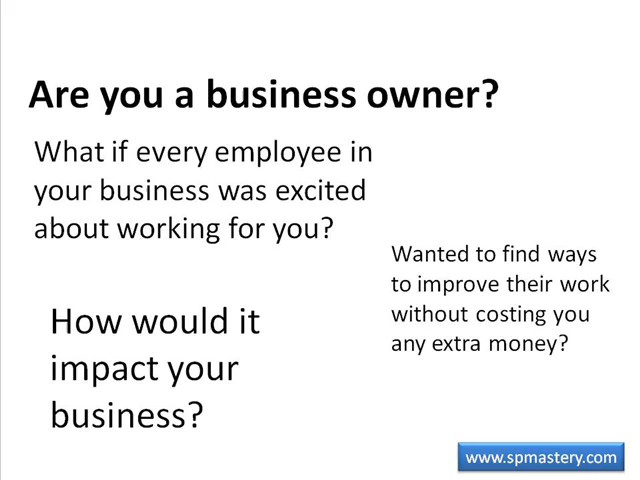 Are you a business owner?
What if every employee in
your business was excited
about working for you?
Wanted to find ways
to improve their work
without costing you
any extra money?
How would it
impact your
business?
www.spmastery.com